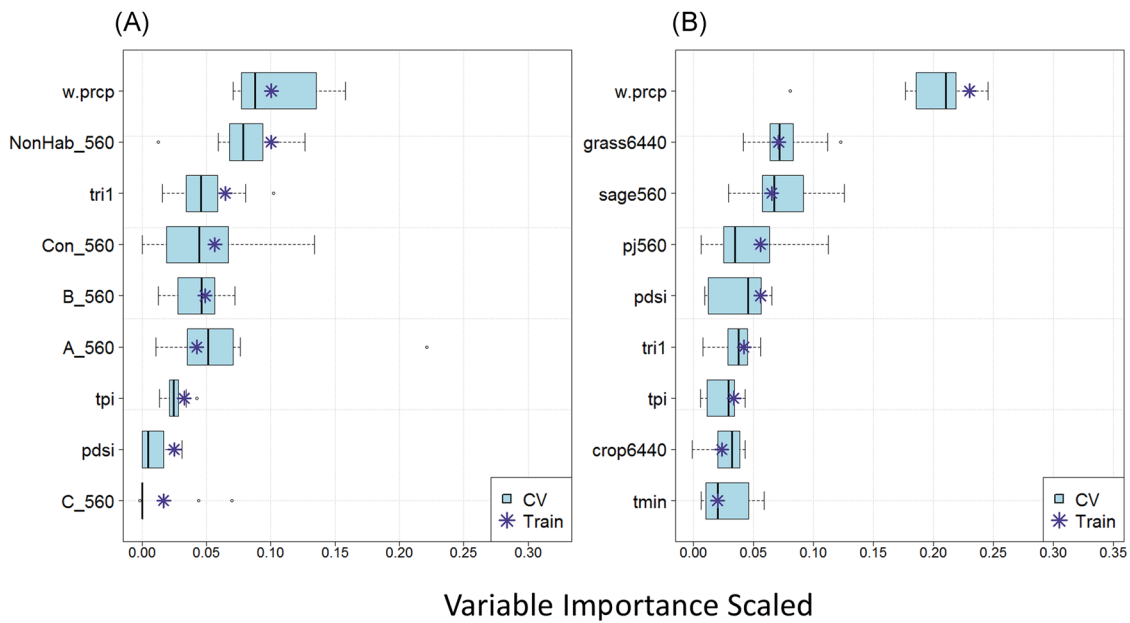 (A)
w.prcp
NonHab_560
tri1
Con_560
B_560
A_560
tpi
pdsi
C_560
CV
Train
0.00 0.05 0.10 0.15 0.20 0.25 0.30
(B)
w.prcp
grass6440
sage560
pj560
pdsi
tri1
tpi
crop6440
tmin
CV
Train
0.00 0.05 0.10 0.15 0.20 0.25 0.30 0.35
Variable Importance Scaled